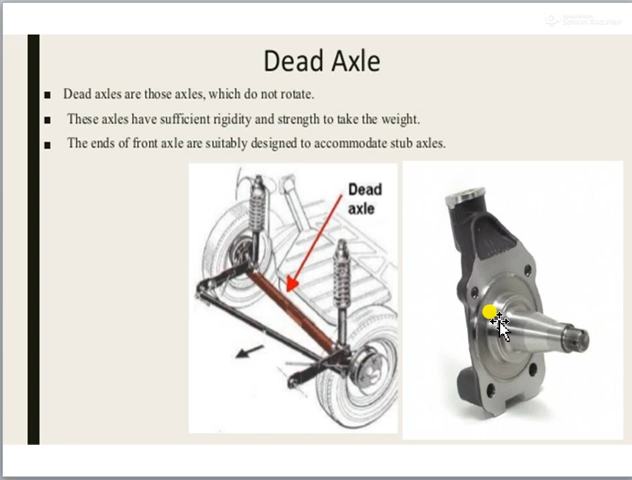 Dead Axle
Dead axles are those axles, which do not rotate.
These axles have sufficient rigidity and strength to take the weight.
The ends of front axle are suitably designed to accommodate stub axles.
Dead
axle